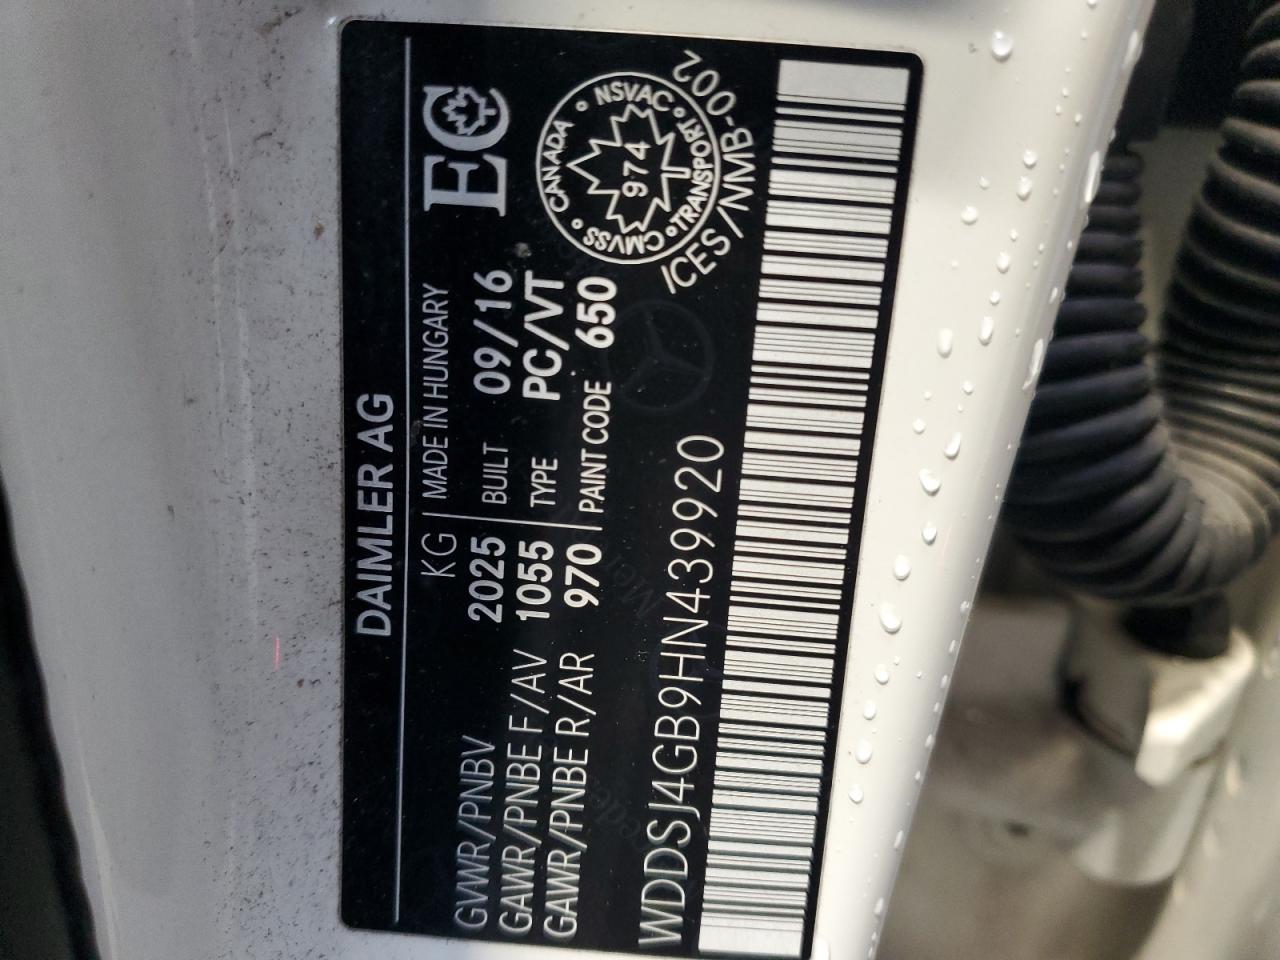 DAIMLER AG
KG | MADE IN HUNGARY
GVWR/PNBV 2025 BUILT 09/16
GAWR/PNBE F/AV 1055 TYPE PC/VT
GAWR/PNBE R/AR 970 PAINT CODE 650
EC
CANADA • NSVAC • TRANSPORT • CMVSS •
974
/CES/NMB-002
WDDSJ4GB9HN439920